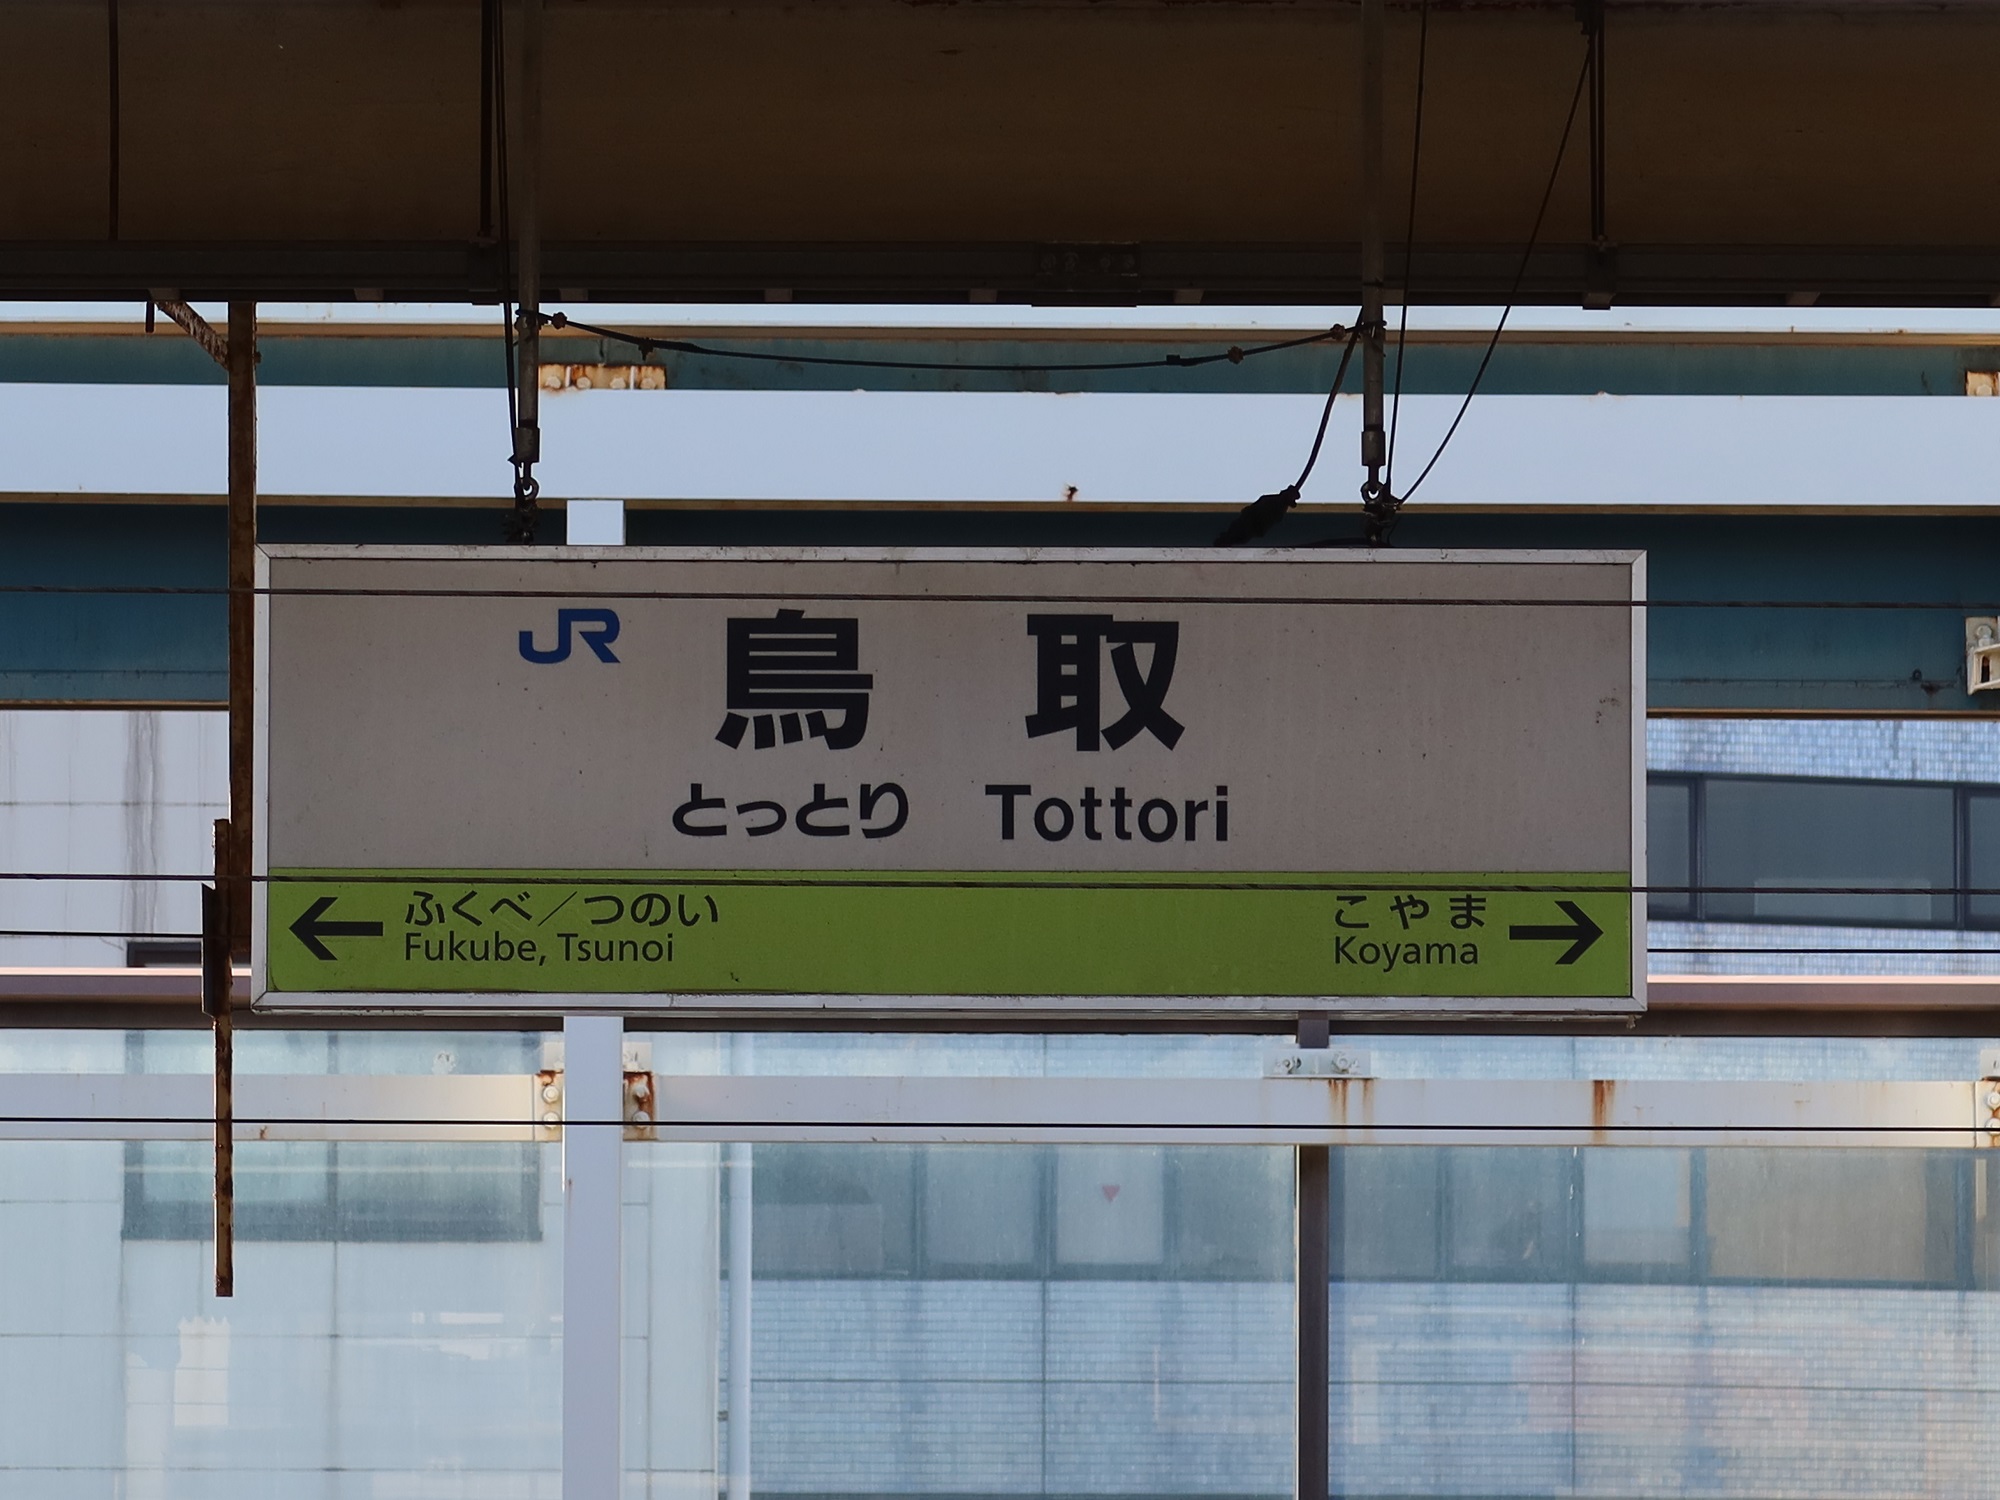 JR 鳥取
とっとり Tottori
ふくべ／つのい
Fukube, Tsunoi
こやま
Koyama